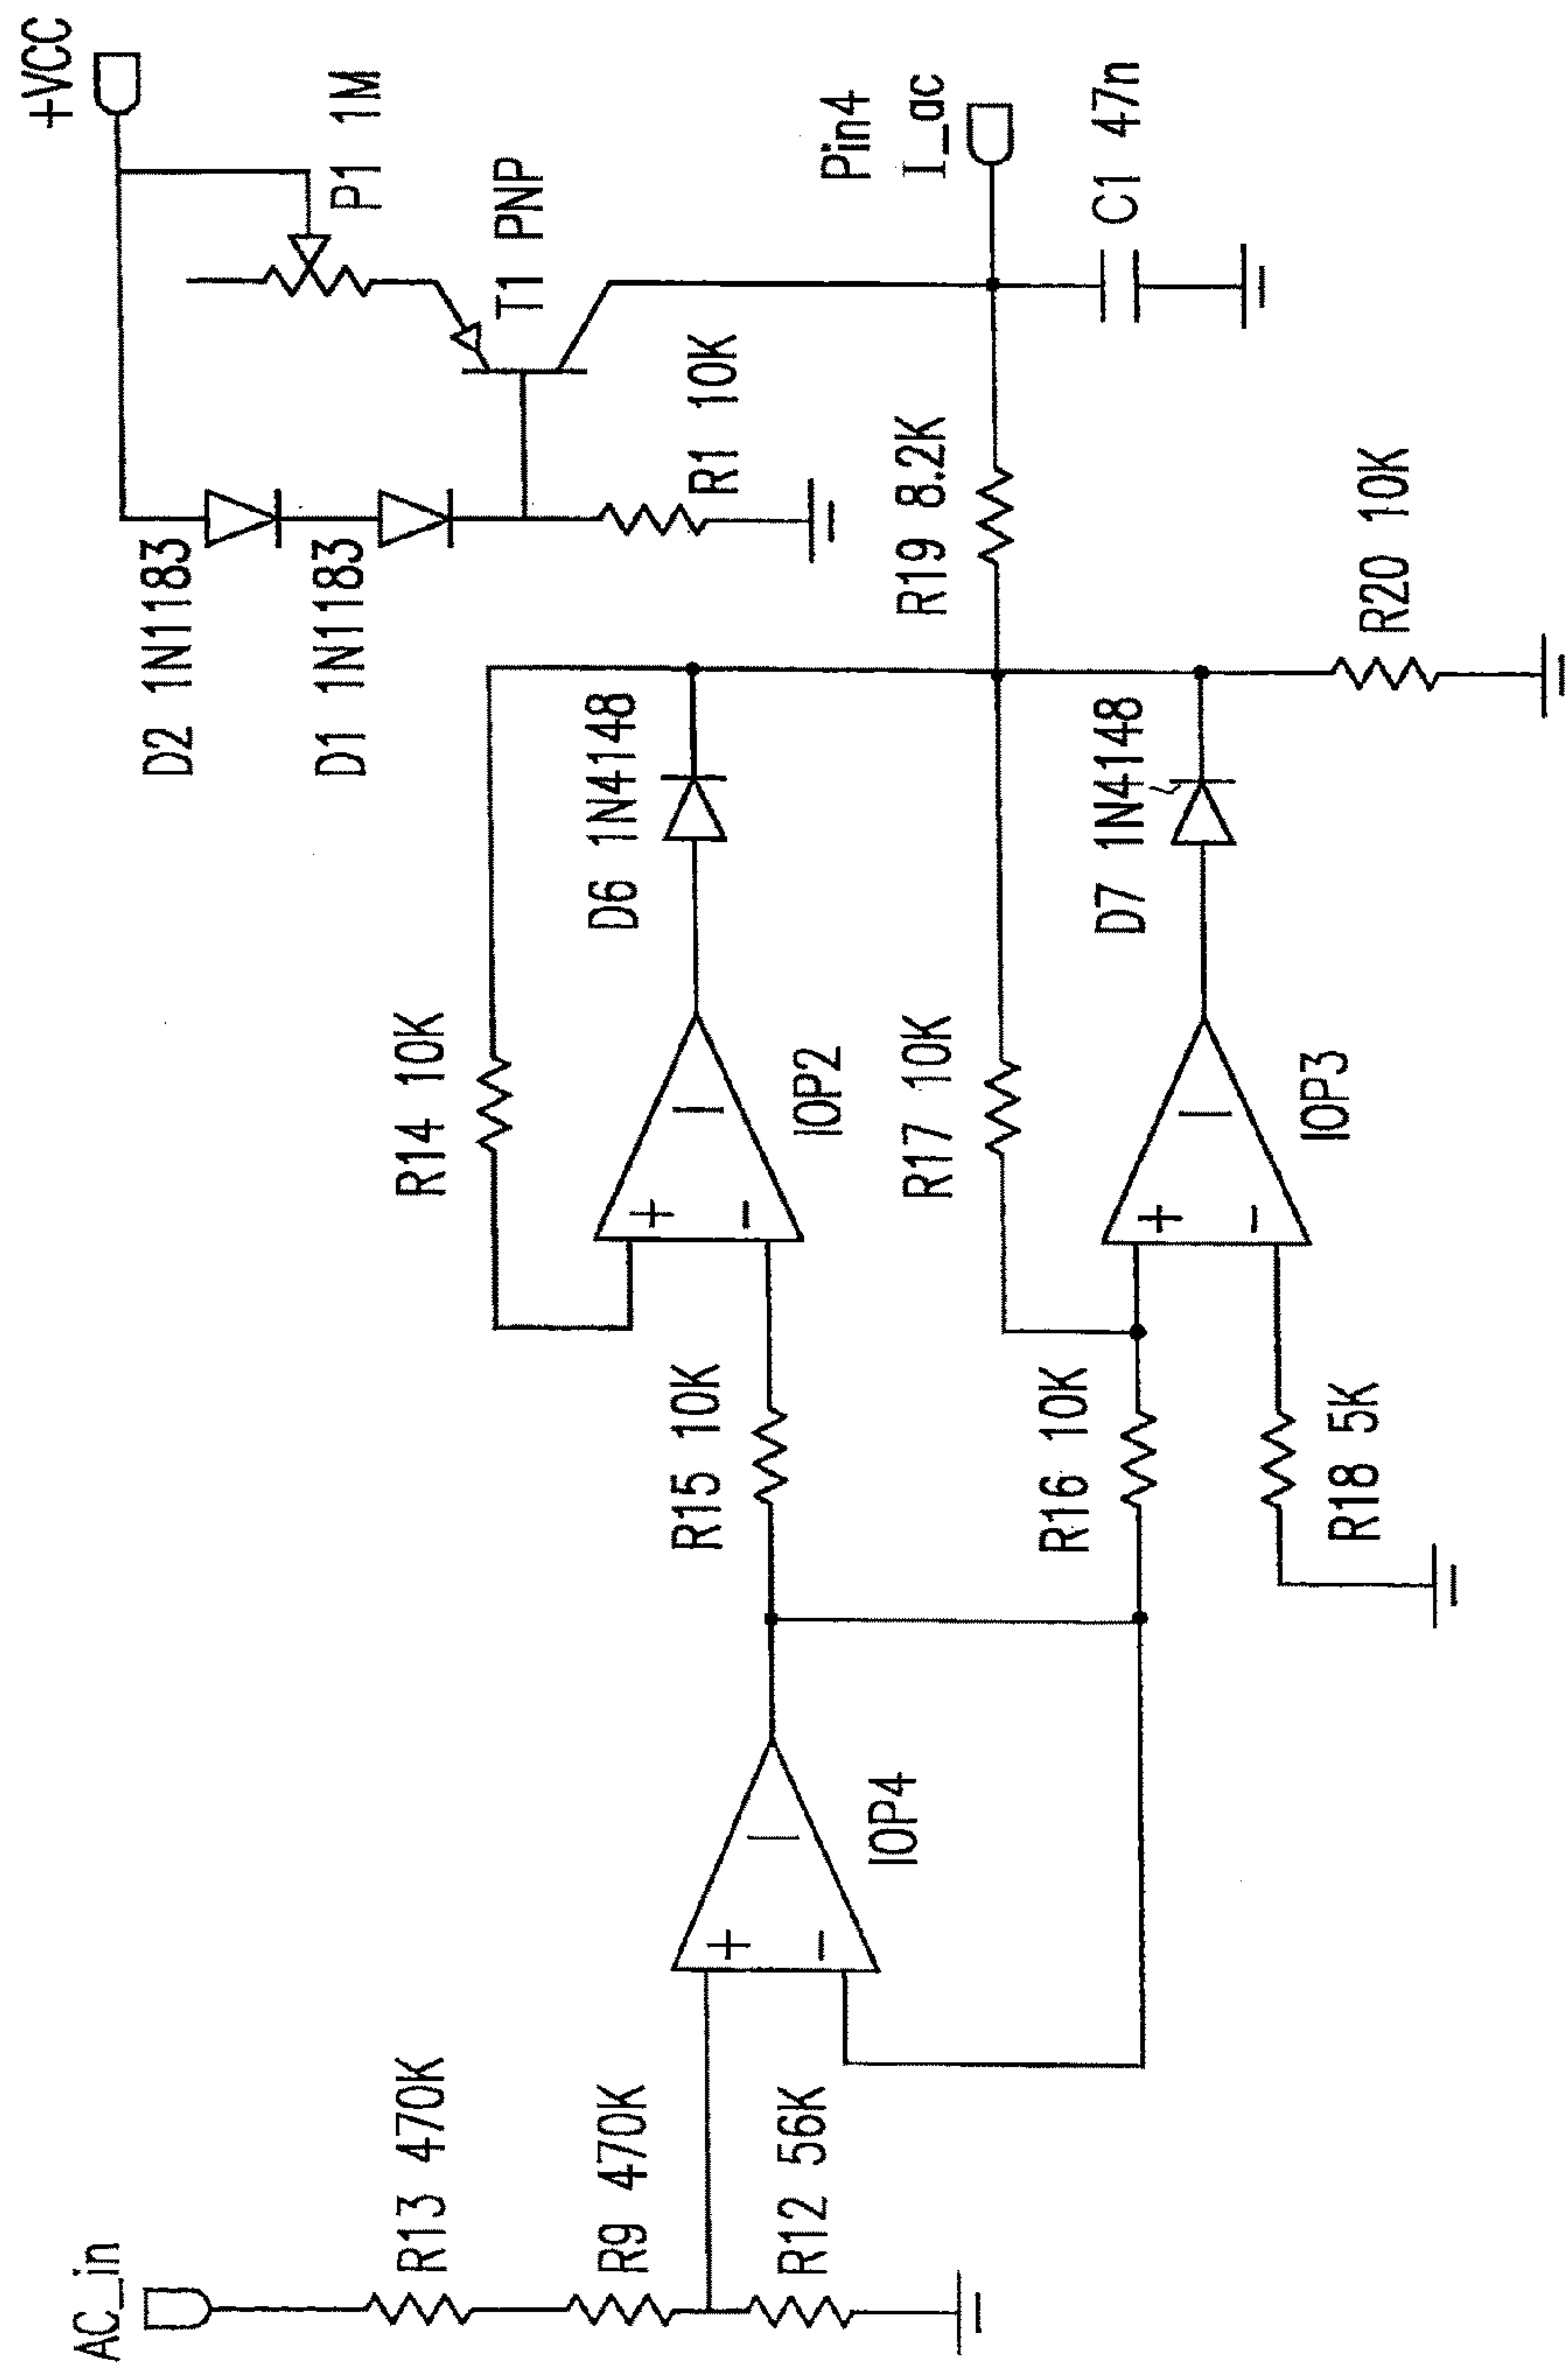 +VCC
P1 1M
D2 1N1183
D1 1N1183
T1 PNP
R1 10K
Pin4
I_ac
C1 47n
R19 8.2K
R20 10K
R14 10K
D6 1N4148
+
-
IOP2
R15 10K
R17 10K
D7 1N4148
+
-
IOP3
R16 10K
R18 5K
+
-
IOP4
AC_in
R13 470K
R9 470K
R12 56K